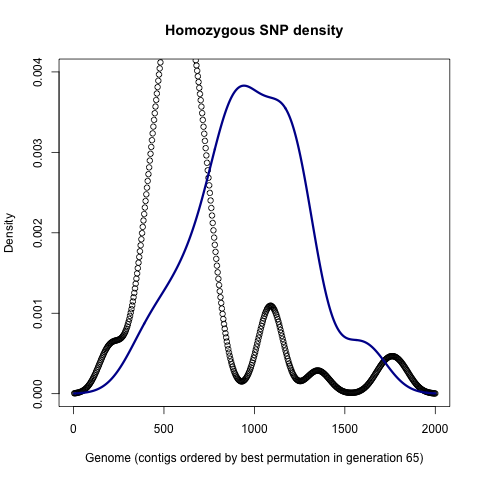 Homozygous SNP density
Density
0.004
0.003
0.002
0.001
0.000
0 500 1000 1500 2000
Genome (contigs ordered by best permutation in generation 65)